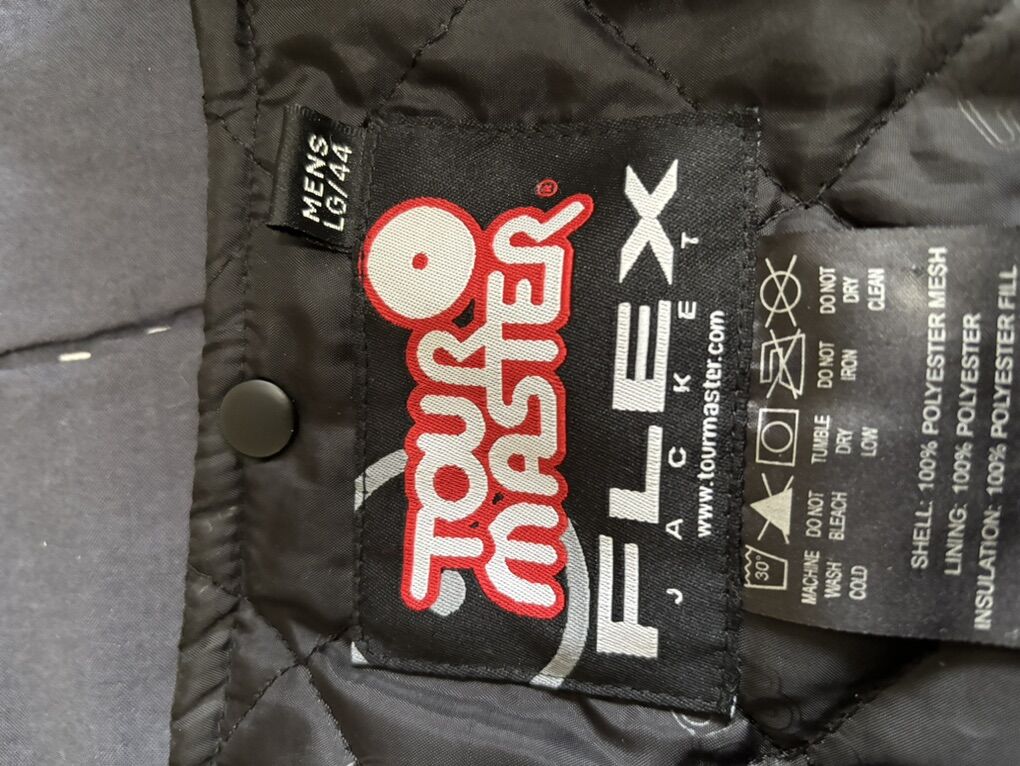 MENS
LG/44
TOUR
MASTER®
FLEX
JACKET
www.tourmaster.com
30°
MACHINE
WASH
COLD
DO NOT
BLEACH
TUMBLE
DRY
LOW
DO NOT
IRON
DO NOT
DRY
CLEAN
SHELL: 100% POLYESTER MESH
LINING: 100% POLYESTER
INSULATION: 100% POLYESTER FILL